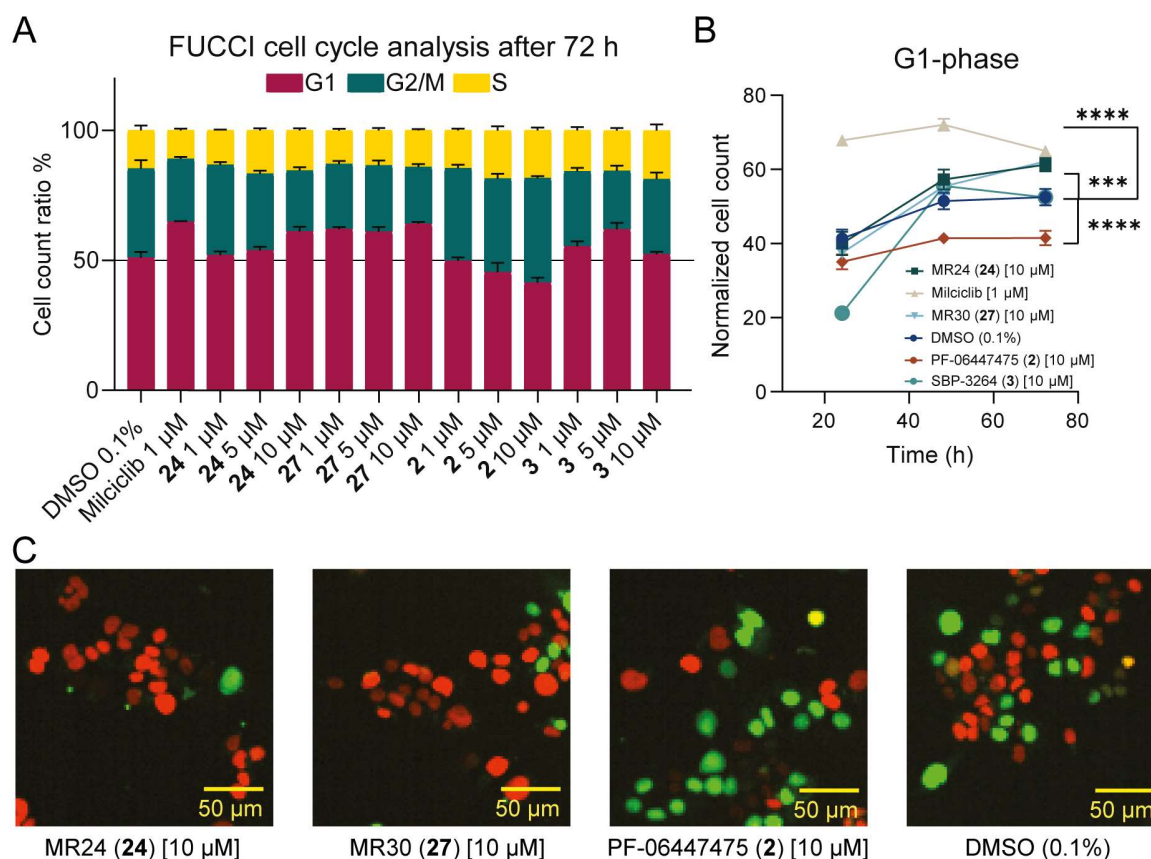 A
FUCCI cell cycle analysis after 72 h
G1 G2/M S
Cell count ratio %
100
50
0
DMSO 0.1%
Milciclib 1 µM
24 1 µM
24 5 µM
24 10 µM
27 1 µM
27 5 µM
27 10 µM
2 1 µM
2 5 µM
2 10 µM
3 1 µM
3 5 µM
3 10 µM
B
G1-phase
Normalized cell count
80
60
40
20
0
20 40 60 80
Time (h)
****
***
****
MR24 (24) [10 µM]
Milciclib [1 µM]
MR30 (27) [10 µM]
DMSO (0.1%)
PF-06447475 (2) [10 µM]
SBP-3264 (3) [10 µM]
C
50 µm
50 µm
50 µm
50 µm
MR24 (24) [10 µM]
MR30 (27) [10 µM]
PF-06447475 (2) [10 µM]
DMSO (0.1%)